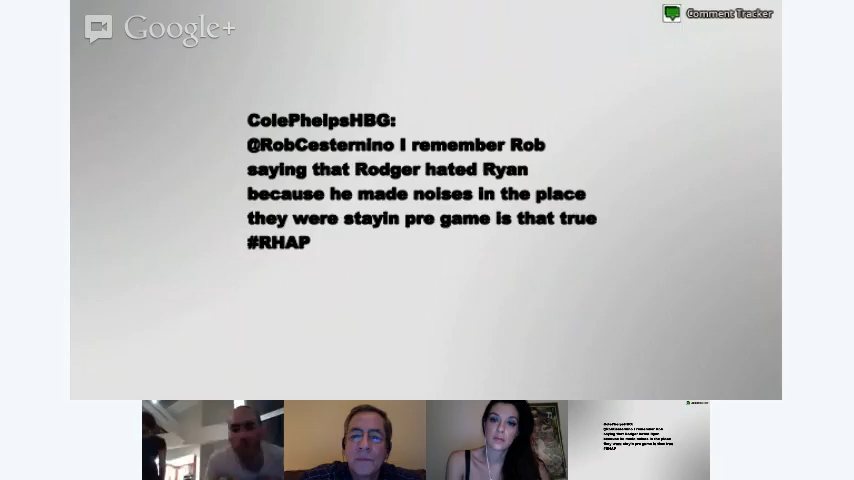 Google+
Comment Tracker
ColePhelpsHBG:
@RobCesternino I remember Rob
saying that Rodger hated Ryan
because he made noises in the place
they were stayin pre game is that true
#RHAP